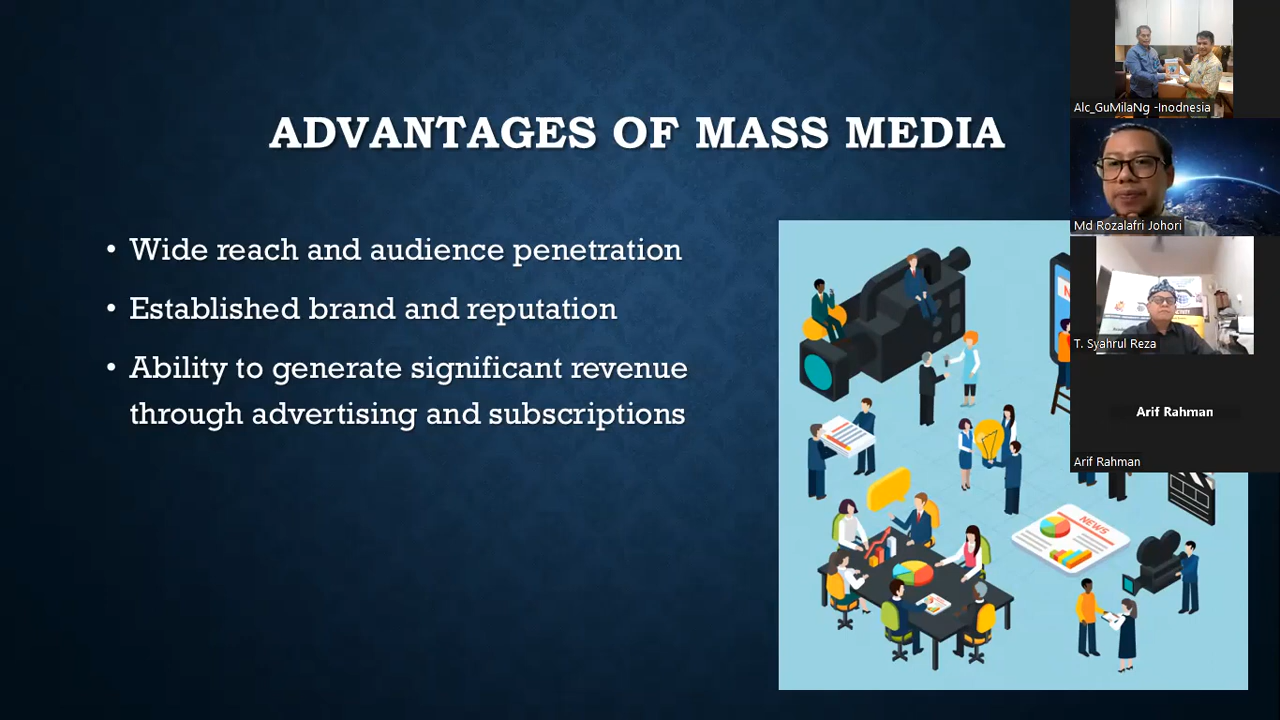 ADVANTAGES OF MASS MEDIA
• Wide reach and audience penetration
• Established brand and reputation
• Ability to generate significant revenue
through advertising and subscriptions
NEWS
Alc_GuMilaNg -Inodnesia
Md Rozalafri Johori
T. Syahrul Reza
Arif Rahman
Arif Rahman